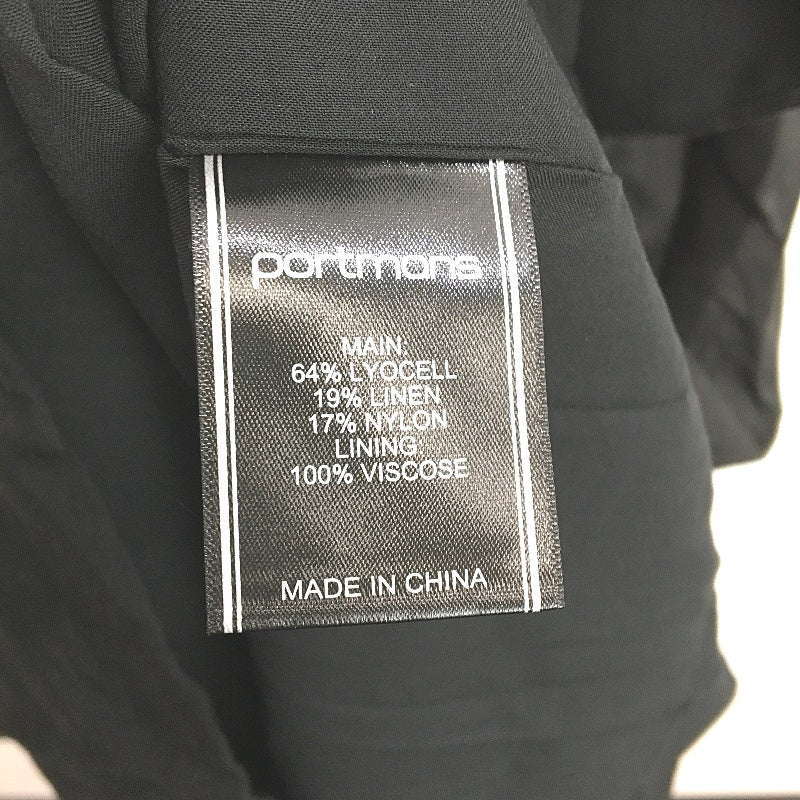 portmans
MAIN:
64% LYOCELL
19% LINEN
17% NYLON
LINING
100% VISCOSE
MADE IN CHINA